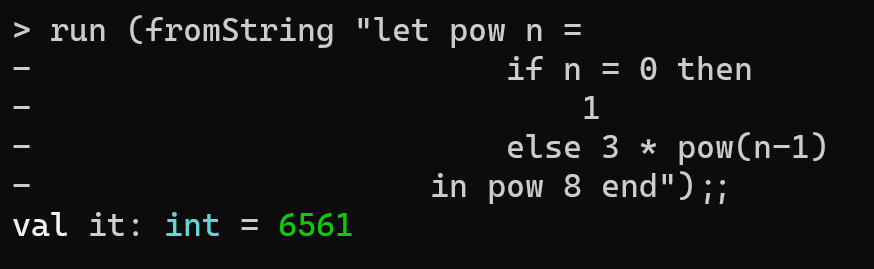 > run (fromString "let pow n =
-                         if n = 0 then
-                             1
-                         else 3 * pow(n-1)
-                     in pow 8 end");;
val it: int = 6561